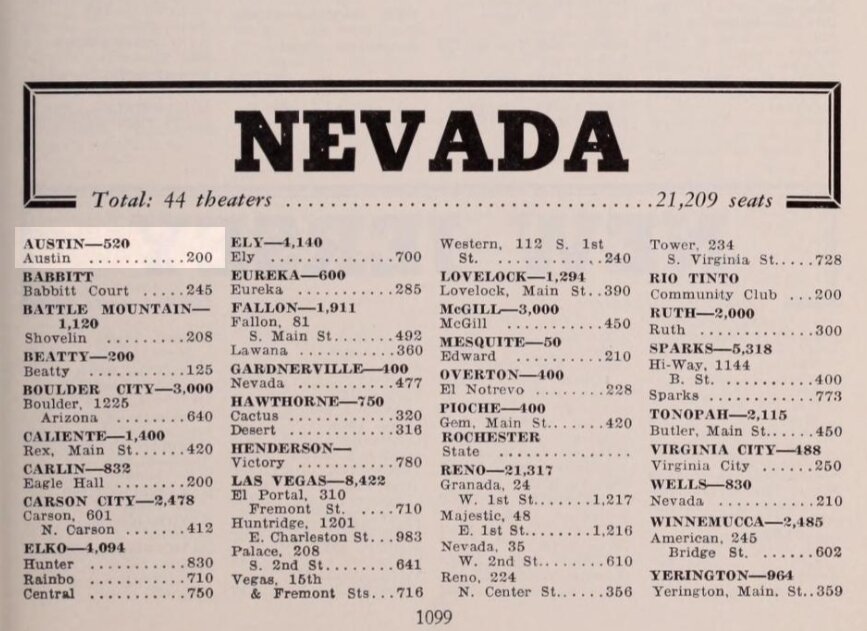 NEVADA
Total: 44 theaters ................................21,209 seats
AUSTIN—520
Austin ...........200
BABBITT
Babbitt Court .....245
BATTLE MOUNTAIN—
1,120
Shovelin ..........208
BEATTY—200
Beatty ............125
BOULDER CITY—3,000
Boulder, 1225
Arizona ..........640
CALIENTE—1,400
Rex, Main St......420
CARLIN—832
Eagle Hall ........200
CARSON CITY—2,478
Carson, 601
N. Carson .......412
ELKO—4,094
Hunter ............830
Rainbo ............710
Central ...........750
ELY—4,140
Ely ...............700
EUREKA—600
Eureka ............285
FALLON—1,911
Fallon, 81
S. Main St.......492
Lawana ............360
GARDNERVILLE—400
Nevada ............477
HAWTHORNE—750
Cactus ............320
Desert ............316
HENDERSON—
Victory ...........780
LAS VEGAS—8,422
El Portal, 310
Fremont St. .....710
Huntridge, 1201
E. Charleston St...983
Palace, 208
S. 2nd St........641
Vegas, 15th
& Fremont Sts...716
Western, 112 S. 1st
St. .............240
LOVELOCK—1,294
Lovelock, Main St..390
McGILL—3,000
McGill ............450
MESQUITE—50
Edward ............210
OVERTON—400
El Notrevo ........228
PIOCHE—400
Gem, Main St......420
ROCHESTER
State ...............
RENO—21,317
Granada, 24
W. 1st St.......1,217
Majestic, 48
E. 1st St.......1,216
Nevada, 35
W. 2nd St.......610
Reno, 224
N. Center St......356
Tower, 234
S. Virginia St.....728
RIO TINTO
Community Club ...200
RUTH—2,000
Ruth ..............300
SPARKS—5,318
Hi-Way, 1144
B. St. ..........400
Sparks ............773
TONOPAH—2,115
Butler, Main St.....450
VIRGINIA CITY—488
Virginia City ......250
WELLS—830
Nevada ............210
WINNEMUCCA—2,485
American, 245
Bridge St. ......602
YERINGTON—964
Yerington, Main. St..359
1099